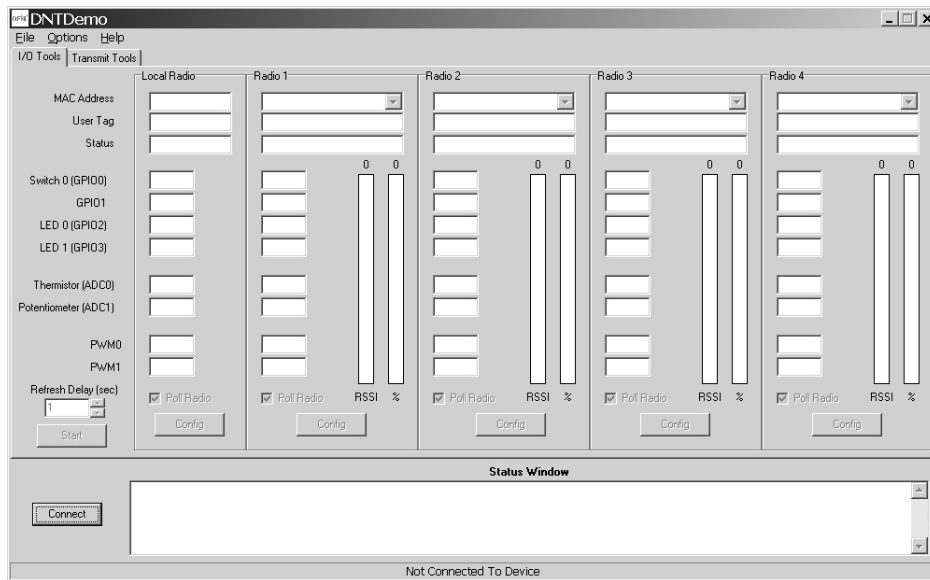 DNTDemo
File Options Help
I/O Tools Transmit Tools
Local Radio Radio 1 Radio 2 Radio 3 Radio 4
MAC Address
User Tag
Status
0 0 0 0 0 0 0 0
Switch 0 (GPIO0)
GPIO1
LED 0 (GPIO2)
LED 1 (GPIO3)
Thermistor (ADC0)
Potentiometer (ADC1)
PWM0
PWM1
Refresh Delay (sec)
1
Poll Radio Poll Radio RSSI % Poll Radio RSSI % Poll Radio RSSI % Poll Radio RSSI %
Start Config Config Config Config Config
Status Window
Connect
Not Connected To Device